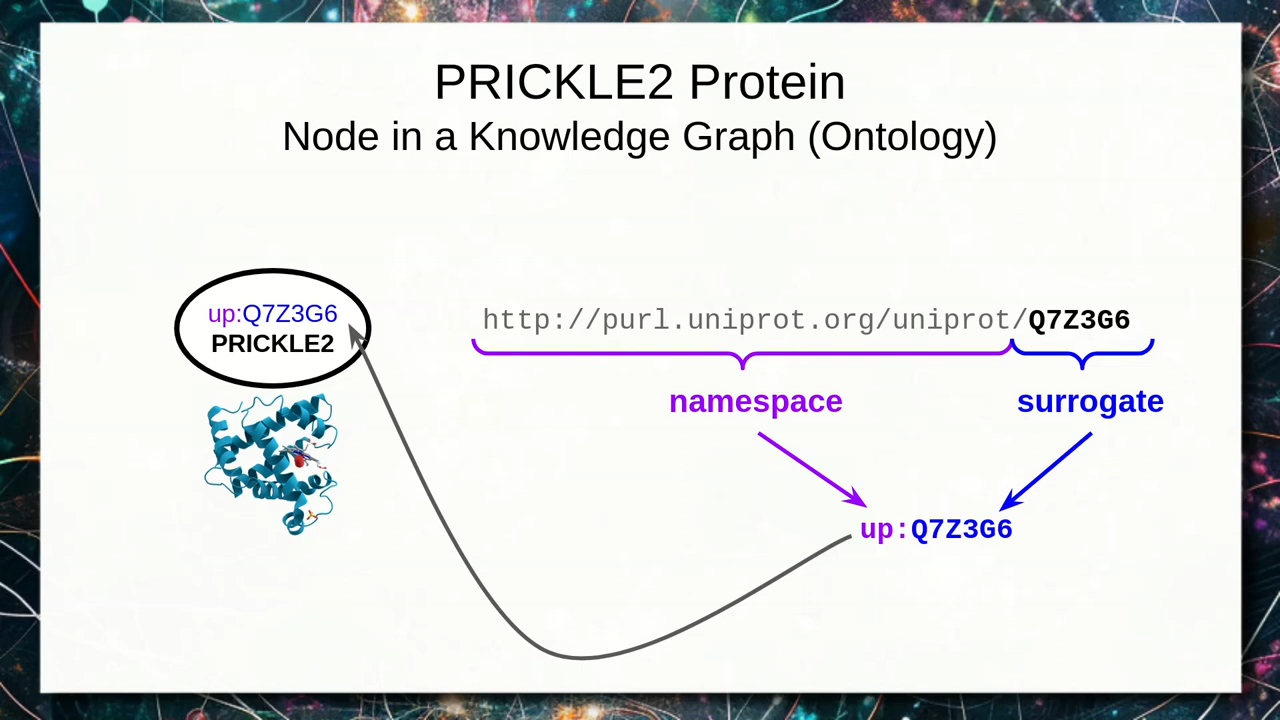 PRICKLE2 Protein
Node in a Knowledge Graph (Ontology)
up:Q7Z3G6
PRICKLE2
http://purl.uniprot.org/uniprot/Q7Z3G6
namespace
surrogate
up:Q7Z3G6